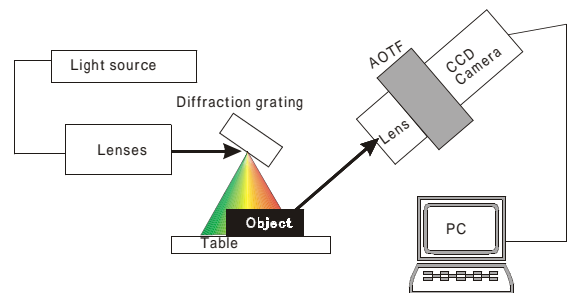 Light source
Lenses
Diffraction grating
Object
Table
Lens
AOTF
CCD
Camera
PC